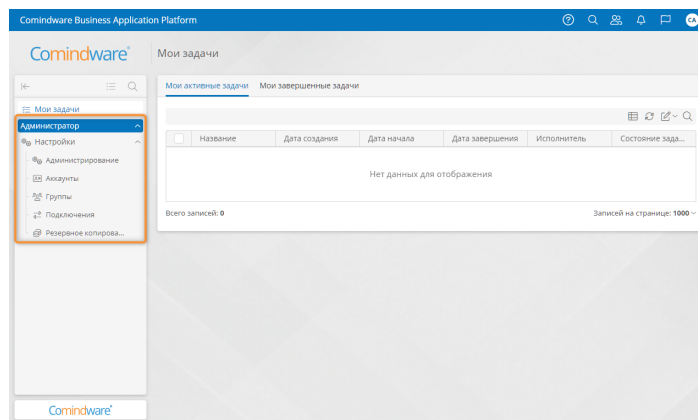 Comindware Business Application Platform
CA
Comindware®
Мои задачи
Мои активные задачи Мои завершенные задачи
Мои задачи
Администратор
Настройки
Администрирование
Аккаунты
Группы
Подключения
Резервное копирова...
Название Дата создания Дата начала Дата завершения Исполнитель Состояние зада...
Нет данных для отображения
Всего записей: 0 Записей на странице: 1000
Comindware®